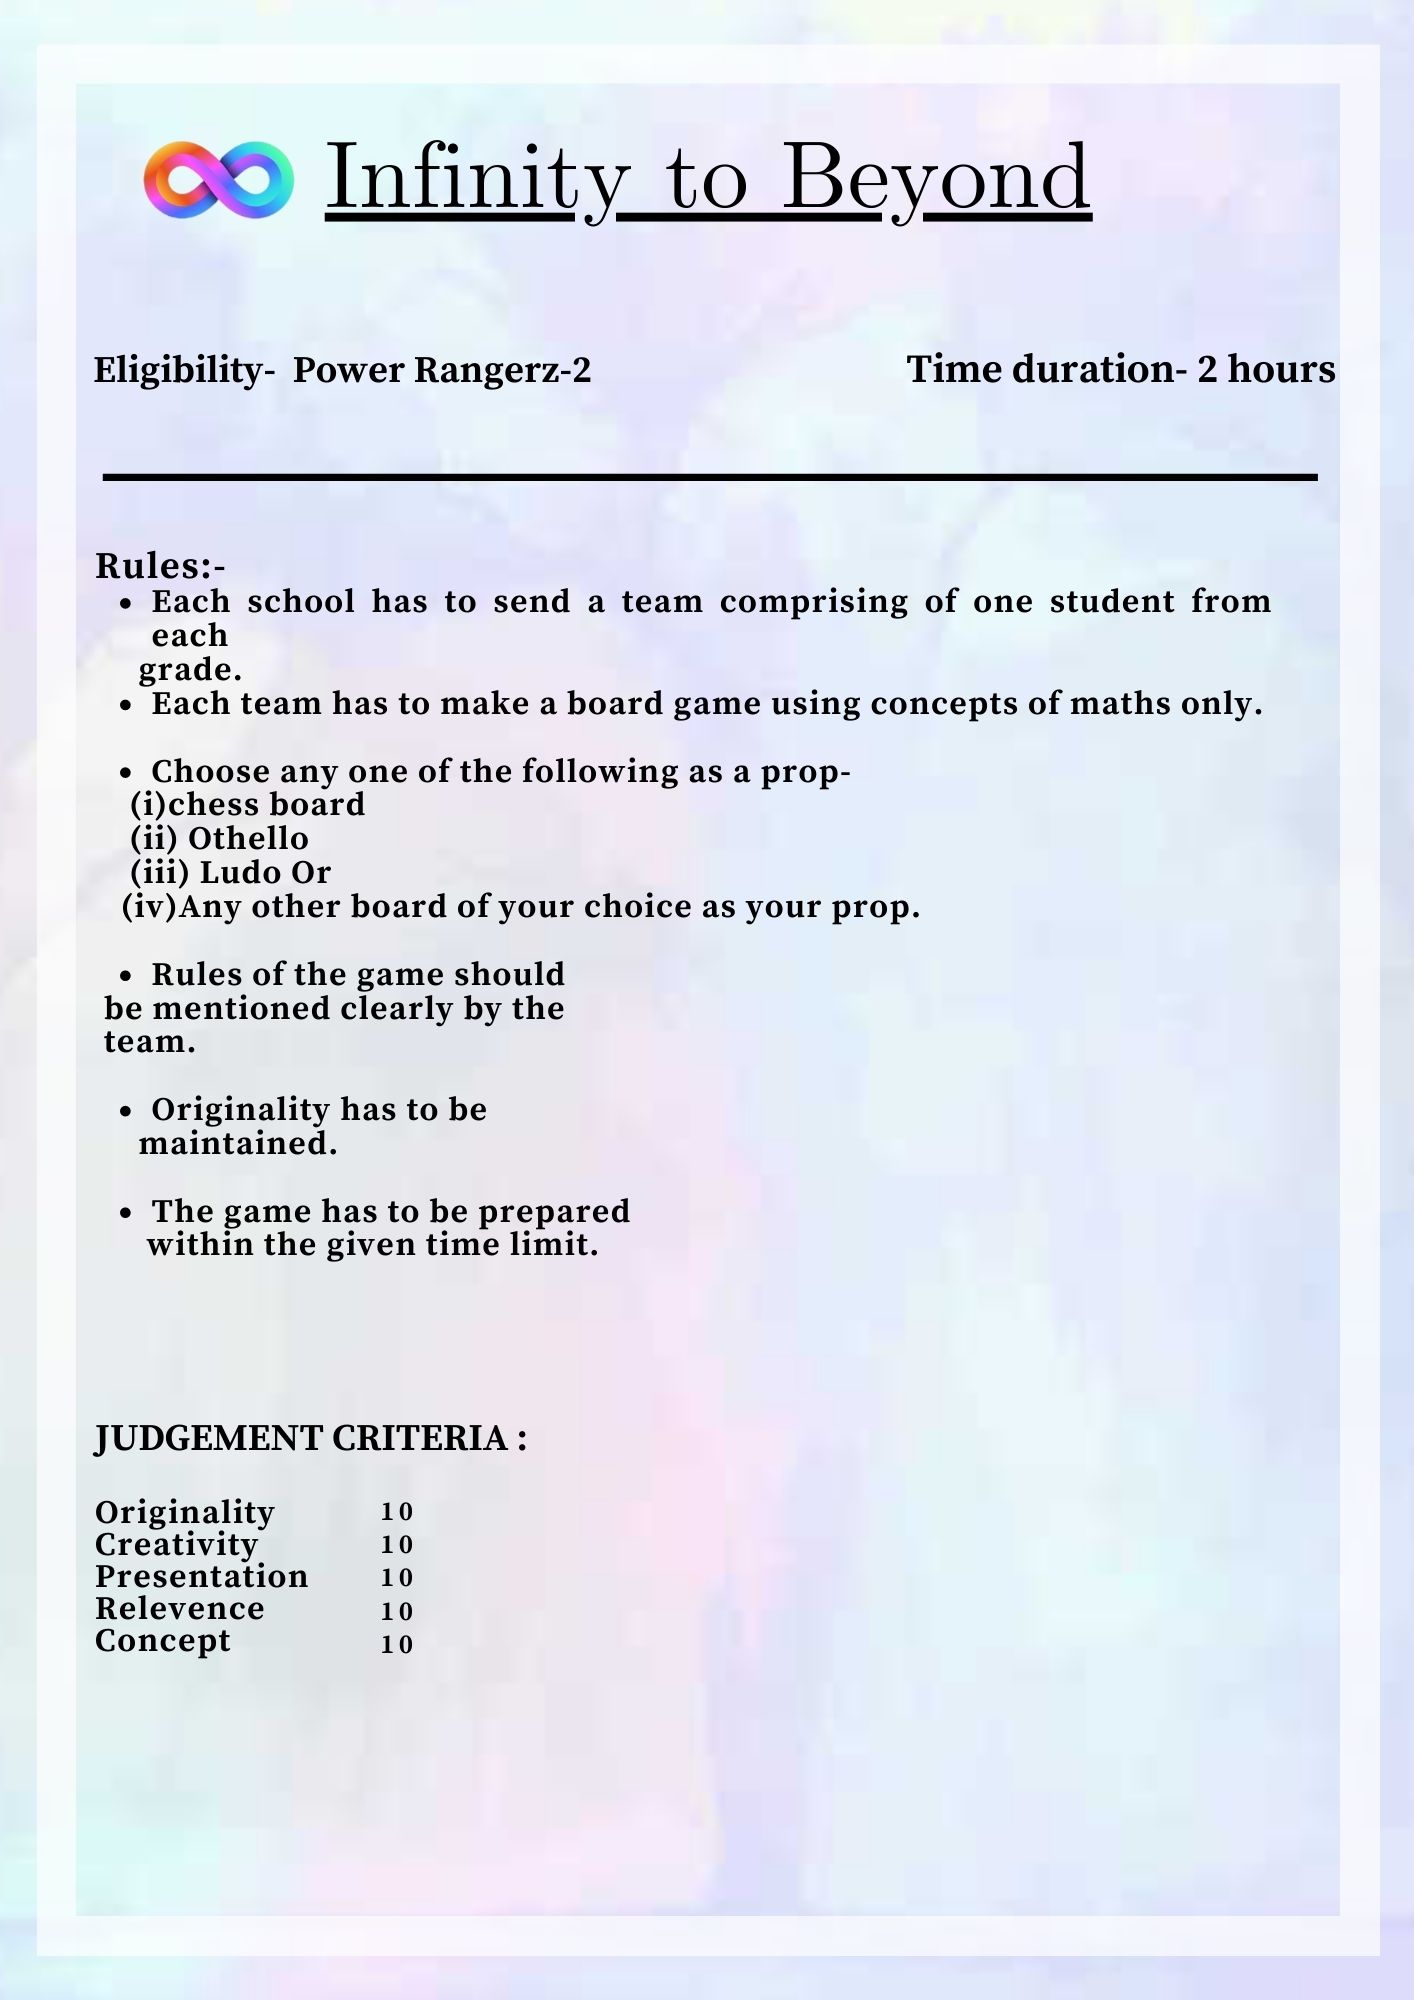 Infinity to Beyond
Eligibility- Power Rangerz-2
Time duration- 2 hours
Rules:-
• Each school has to send a team comprising of one student from
each
grade.
• Each team has to make a board game using concepts of maths only.
• Choose any one of the following as a prop-
(i)chess board
(ii) Othello
(iii) Ludo Or
(iv)Any other board of your choice as your prop.
• Rules of the game should
be mentioned clearly by the
team.
• Originality has to be
maintained.
• The game has to be prepared
within the given time limit.
JUDGEMENT CRITERIA :
Originality 10
Creativity 10
Presentation 10
Relevence 10
Concept 10